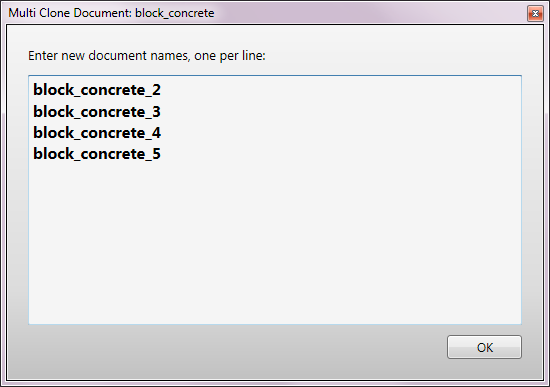 Multi Clone Document: block_concrete
Enter new document names, one per line:
block_concrete_2
block_concrete_3
block_concrete_4
block_concrete_5
OK